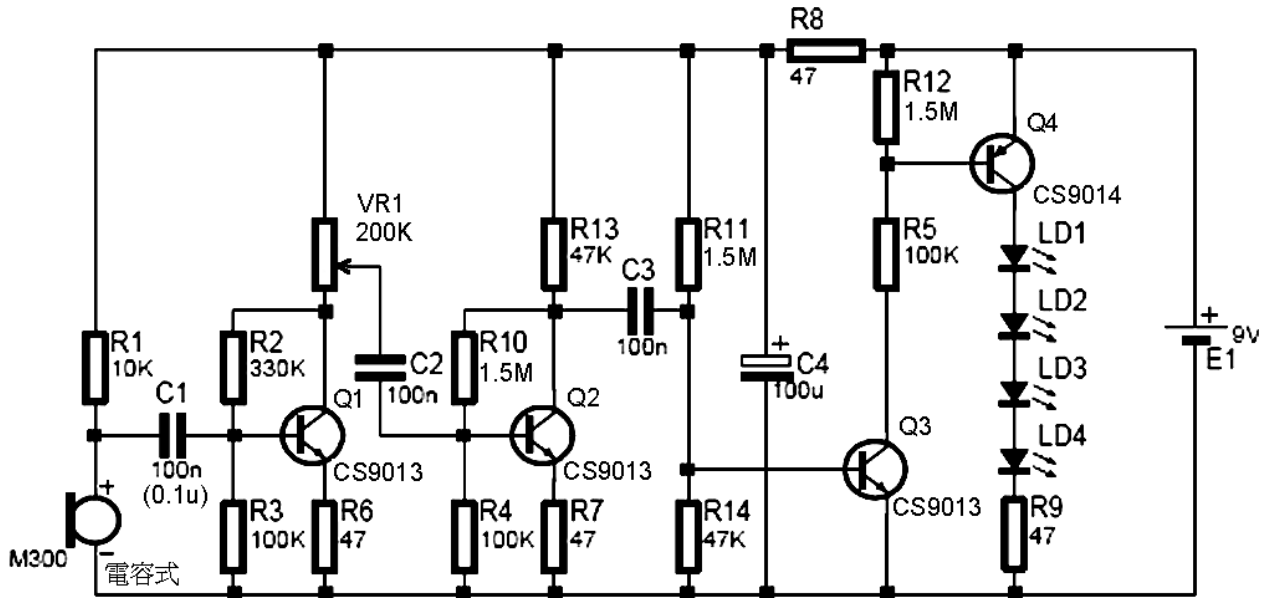 R8
47
R12
1.5M
Q4
CS9014
VR1
200K
R13
47K
C3
100n
R11
1.5M
R5
100K
LD1
LD2
LD3
LD4
+
9V
E1
R1
10K
C1
100n
(0.1u)
R2
330K
Q1
CS9013
C2
100n
R10
1.5M
Q2
CS9013
+
C4
100u
Q3
CS9013
R9
47
+
−
M300
電容式
R3
100K
R6
47
R4
100K
R7
47
R14
47K